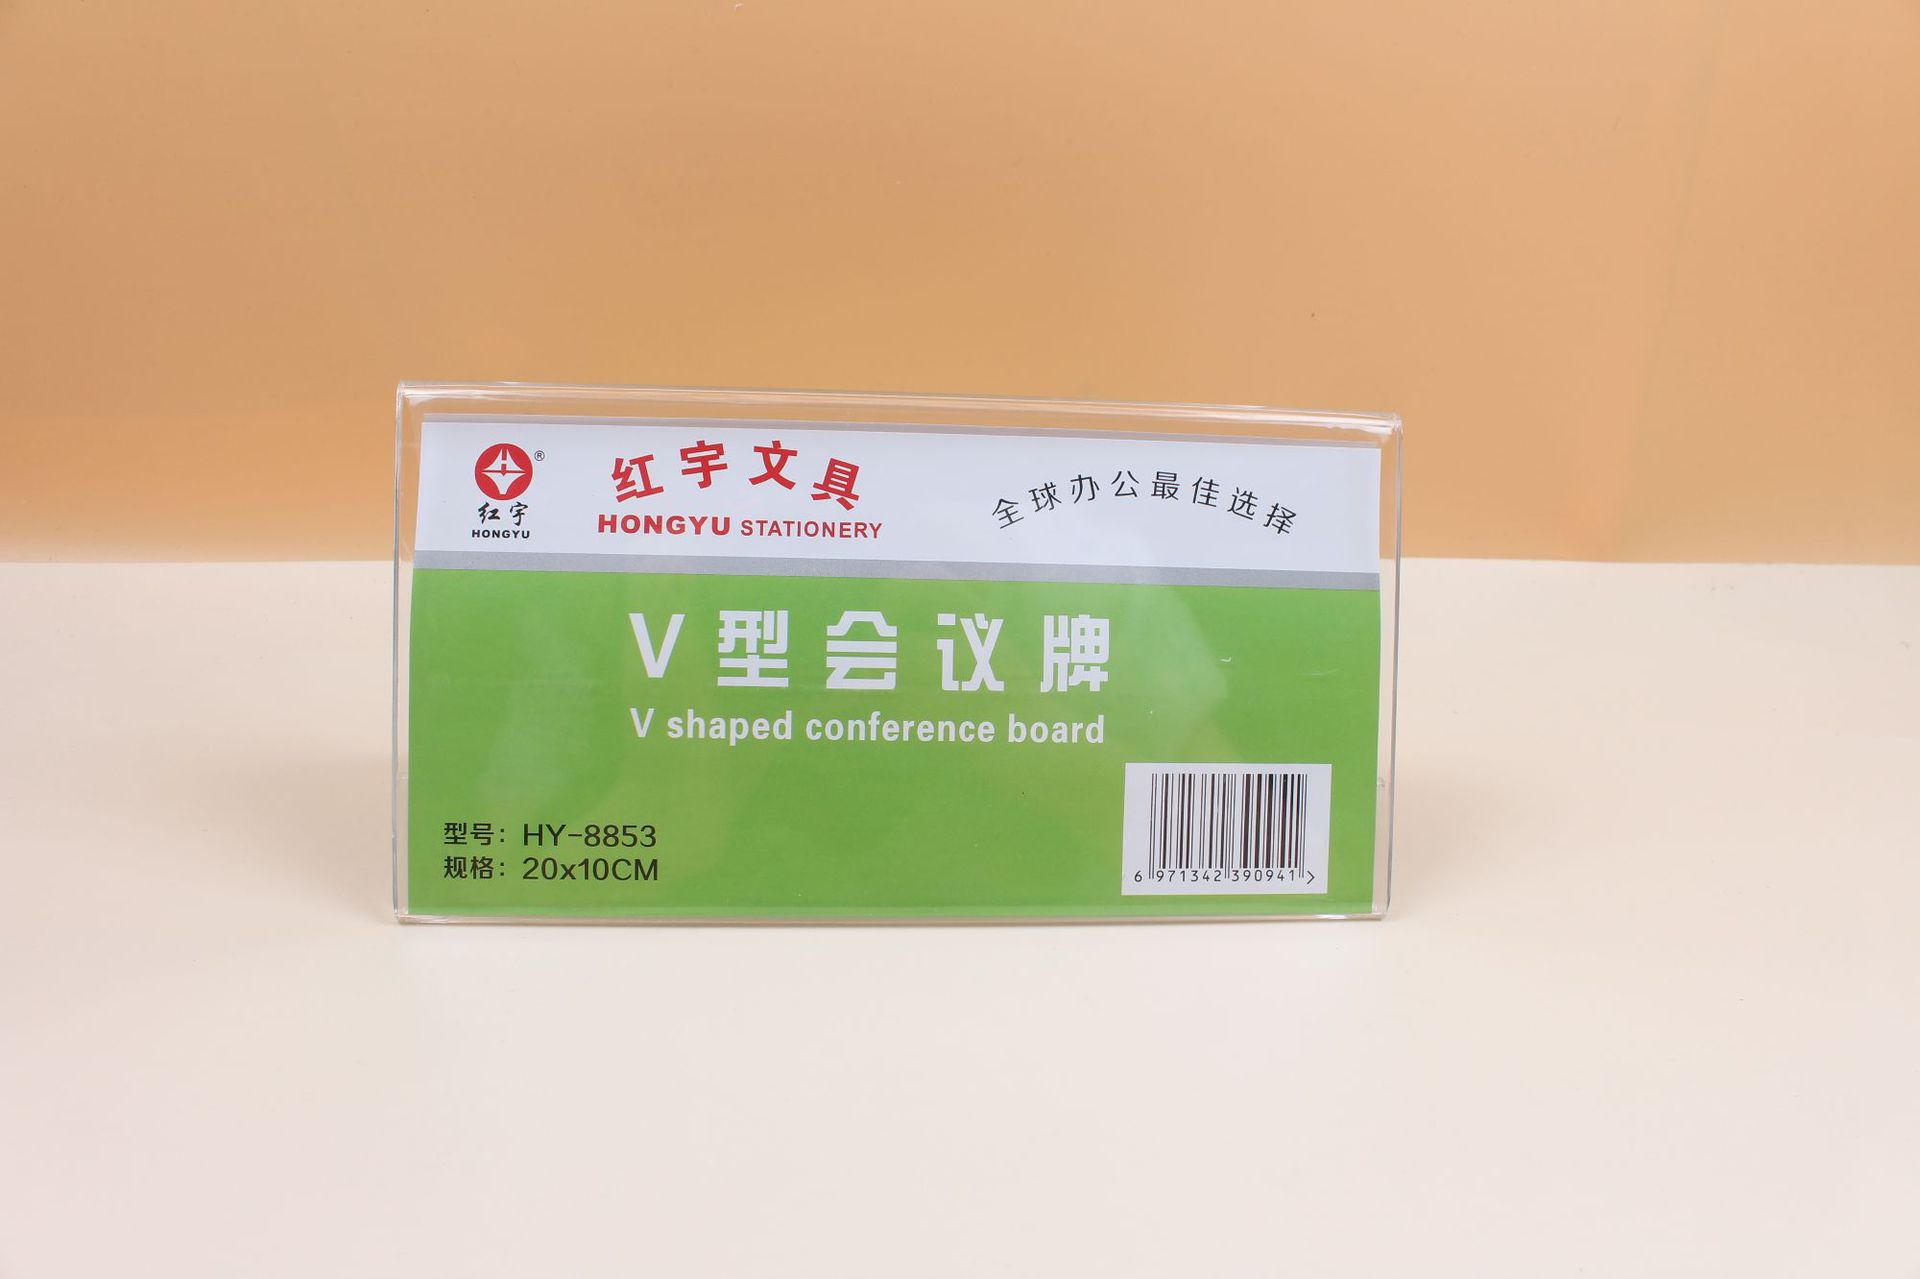 ®
红宇
HONGYU
红宇文具
HONGYU STATIONERY
全球办公最佳选择
V型会议牌
V shaped conference board
型号: HY-8853
规格: 20x10CM
6 971342 390941 >